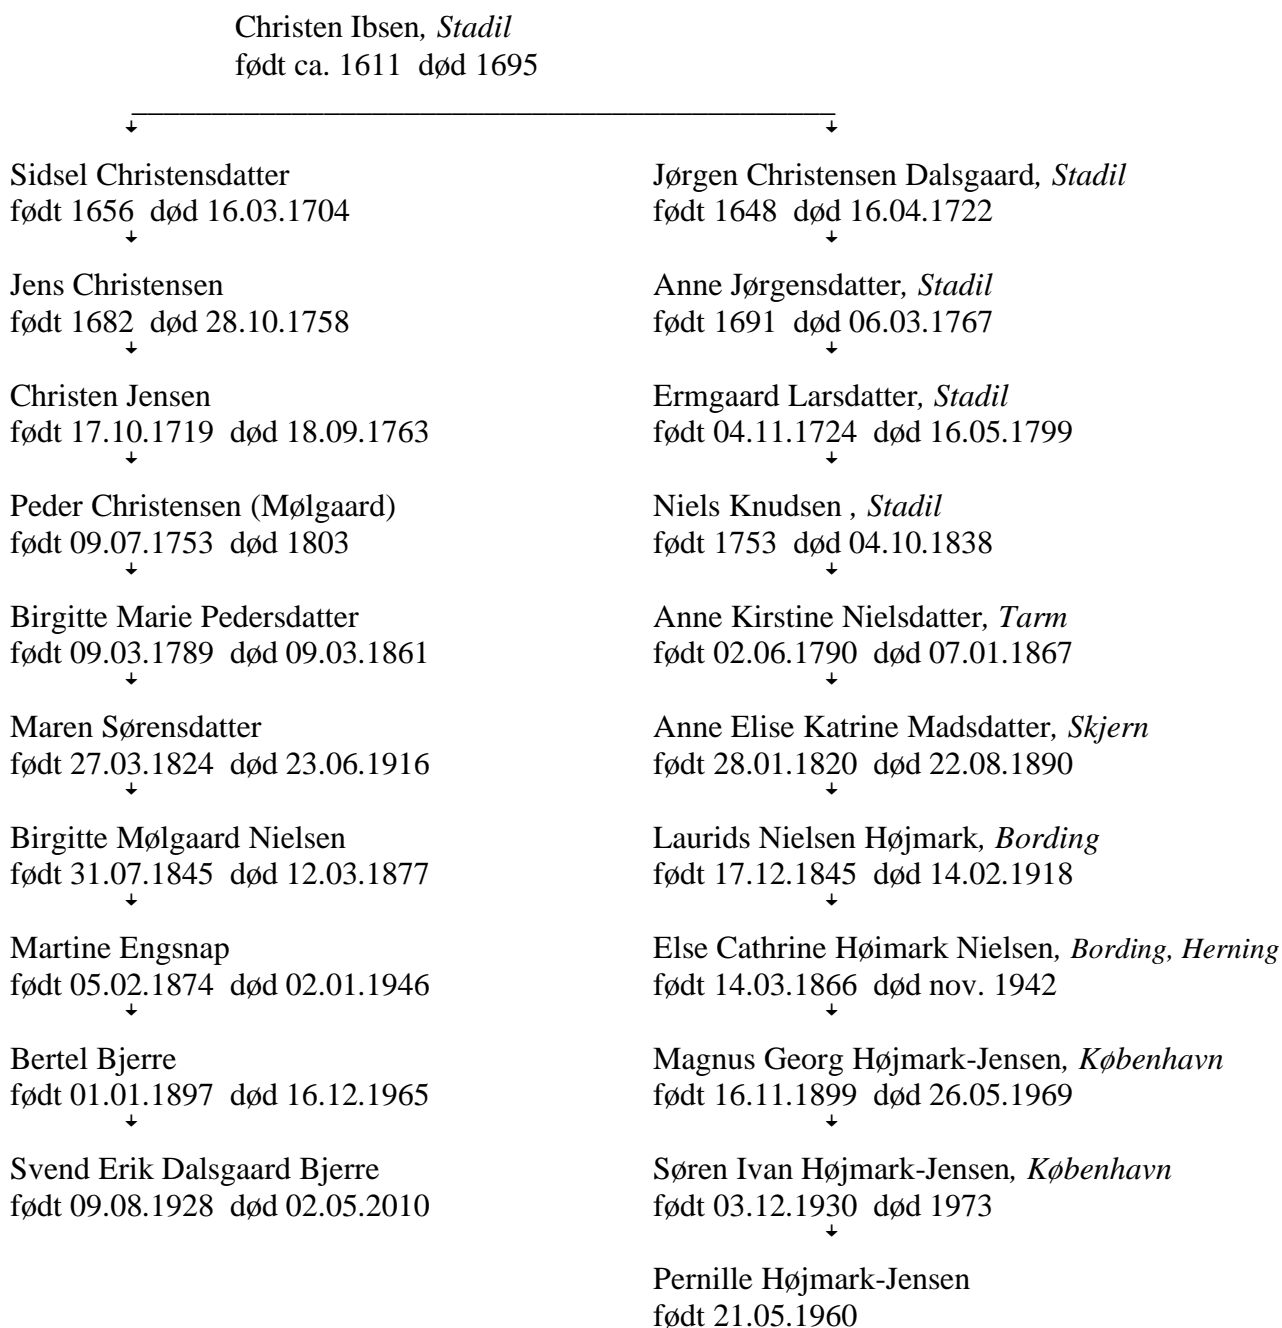 Christen Ibsen, Stadil
født ca. 1611 død 1695
Sidsel Christensdatter
født 1656 død 16.03.1704
Jørgen Christensen Dalsgaard, Stadil
født 1648 død 16.04.1722
Jens Christensen
født 1682 død 28.10.1758
Anne Jørgensdatter, Stadil
født 1691 død 06.03.1767
Christen Jensen
født 17.10.1719 død 18.09.1763
Ermgaard Larsdatter, Stadil
født 04.11.1724 død 16.05.1799
Peder Christensen (Mølgaard)
født 09.07.1753 død 1803
Niels Knudsen , Stadil
født 1753 død 04.10.1838
Birgitte Marie Pedersdatter
født 09.03.1789 død 09.03.1861
Anne Kirstine Nielsdatter, Tarm
født 02.06.1790 død 07.01.1867
Maren Sørensdatter
født 27.03.1824 død 23.06.1916
Anne Elise Katrine Madsdatter, Skjern
født 28.01.1820 død 22.08.1890
Birgitte Mølgaard Nielsen
født 31.07.1845 død 12.03.1877
Laurids Nielsen Højmark, Bording
født 17.12.1845 død 14.02.1918
Martine Engsnap
født 05.02.1874 død 02.01.1946
Else Cathrine Høimark Nielsen, Bording, Herning
født 14.03.1866 død nov. 1942
Bertel Bjerre
født 01.01.1897 død 16.12.1965
Magnus Georg Højmark-Jensen, København
født 16.11.1899 død 26.05.1969
Svend Erik Dalsgaard Bjerre
født 09.08.1928 død 02.05.2010
Søren Ivan Højmark-Jensen, København
født 03.12.1930 død 1973
Pernille Højmark-Jensen
født 21.05.1960